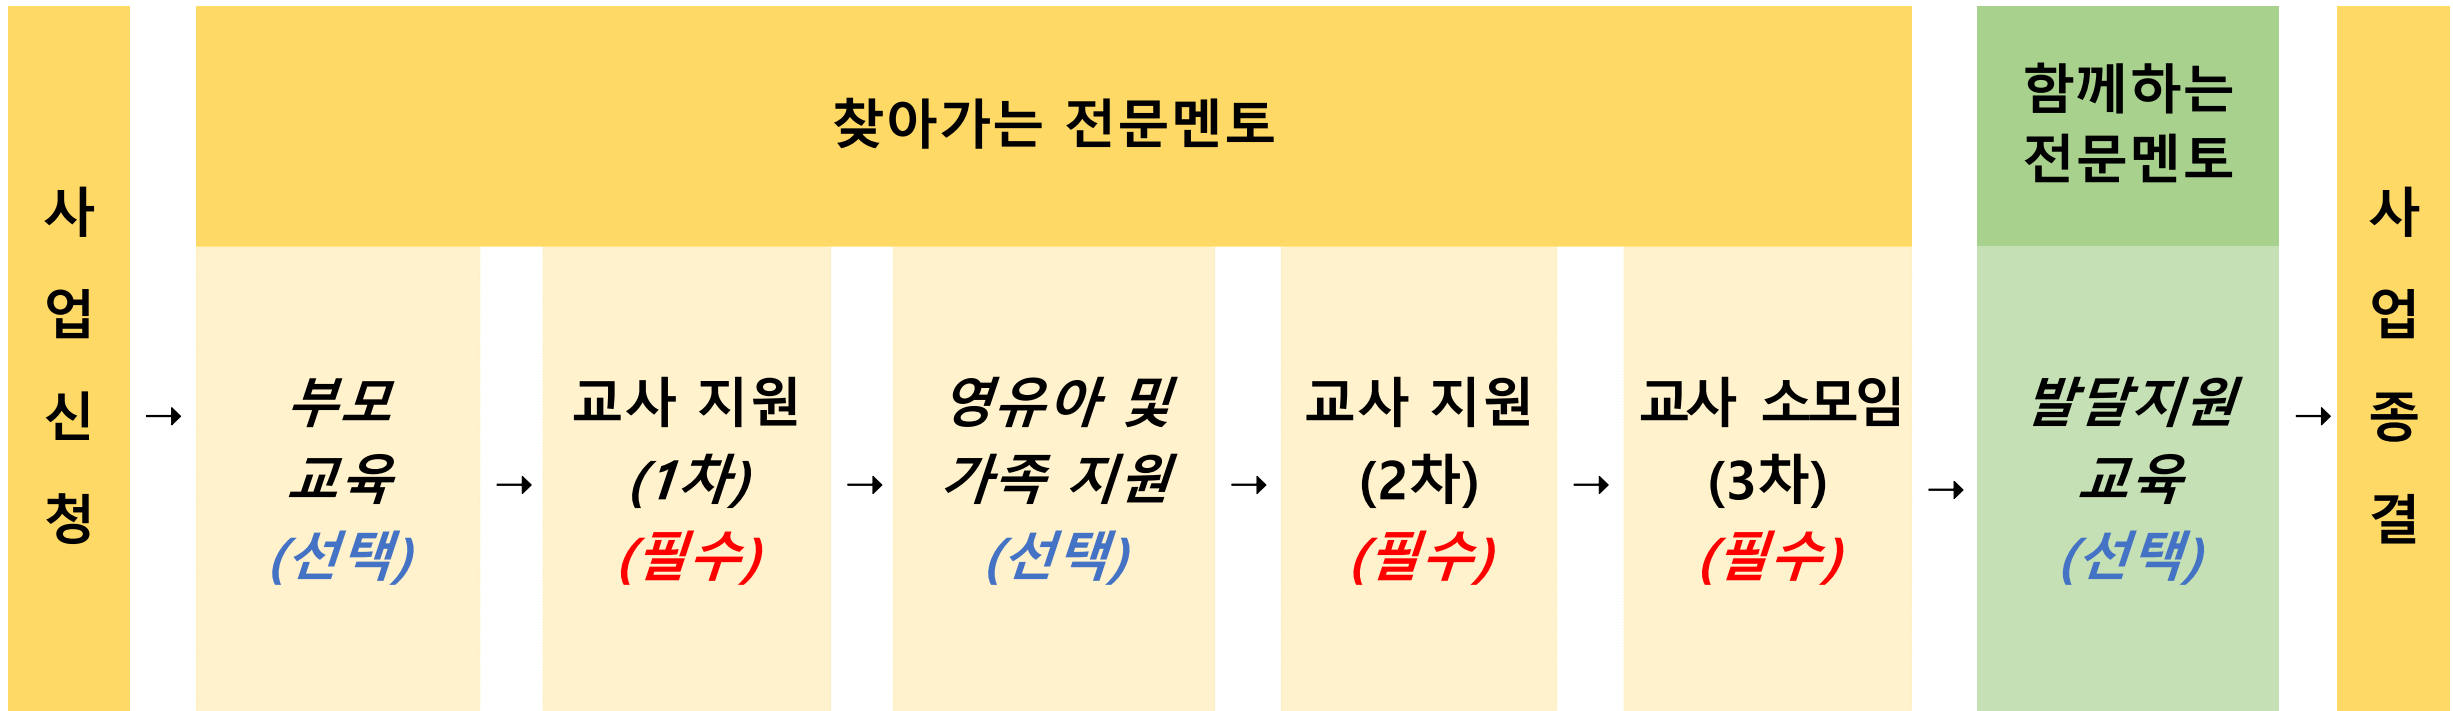 사
업
신
청
→
찾아가는 전문멘토
부모
교육
(선택)
→
교사 지원
(1차)
(필수)
→
영유아 및
가족 지원
(선택)
→
교사 지원
(2차)
(필수)
→
교사 소모임
(3차)
(필수)
→
함께하는
전문멘토
발달지원
교육
(선택)
→
사
업
종
결